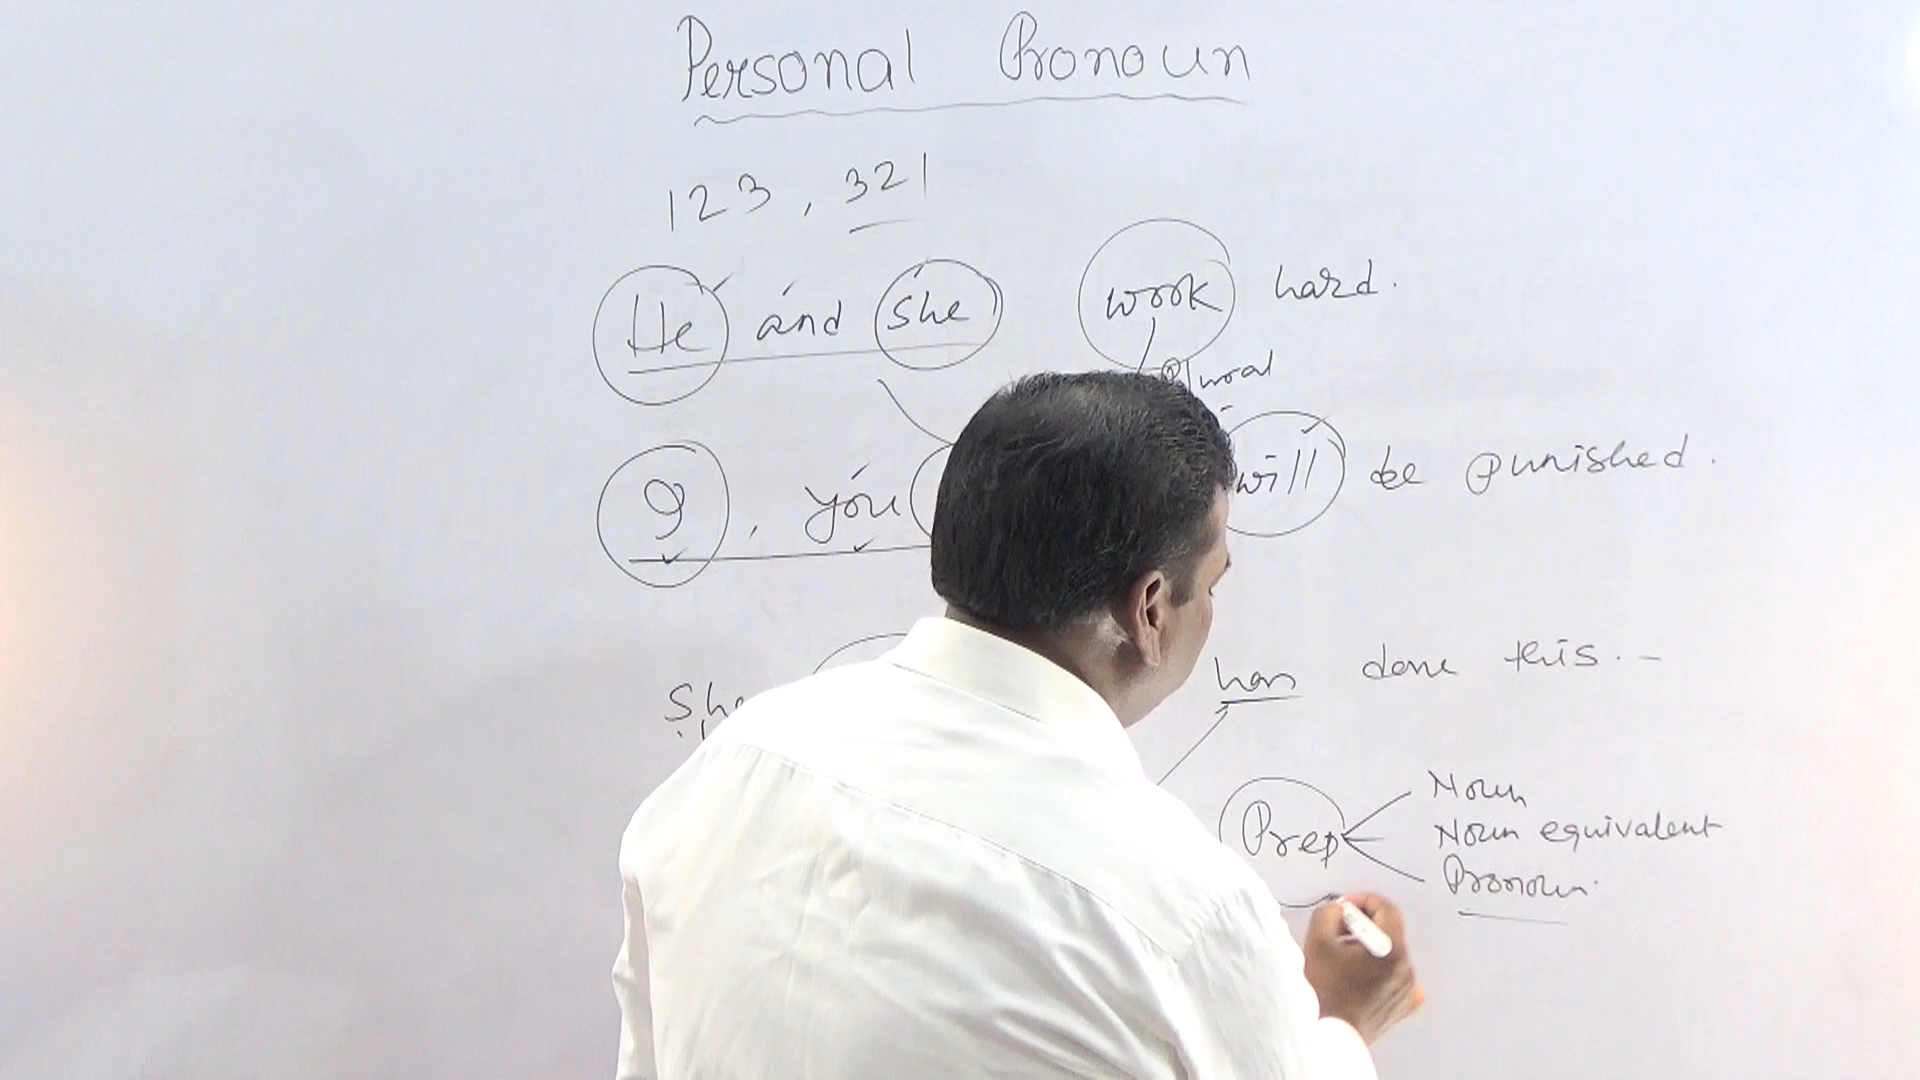 Personal Pronoun
123, 321
He and she work hard.
Plural
I, you will be punished.
She has done this.-
Prep
Noun
Noun equivalent
Pronoun.